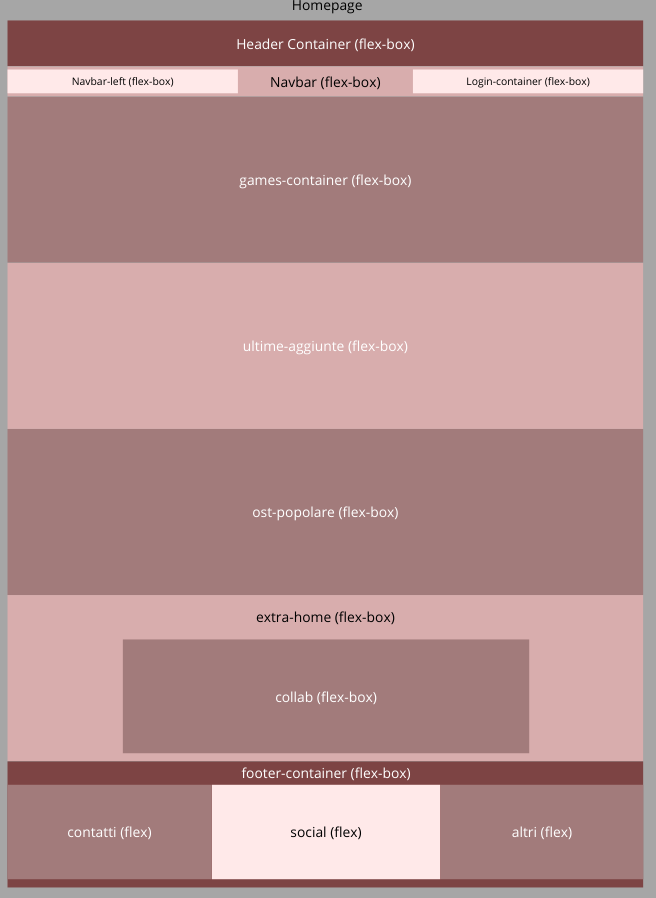 Homepage
Header Container (flex-box)
Navbar-left (flex-box)
Navbar (flex-box)
Login-container (flex-box)
games-container (flex-box)
ultime-aggiunte (flex-box)
ost-popolare (flex-box)
extra-home (flex-box)
collab (flex-box)
footer-container (flex-box)
contatti (flex)
social (flex)
altri (flex)